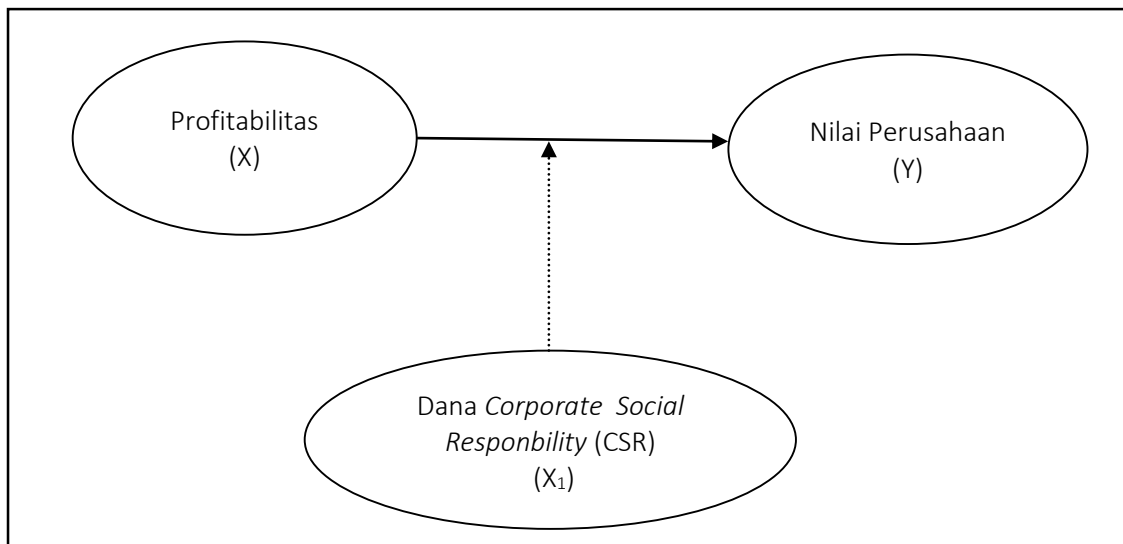 Profitabilitas
(X)
Nilai Perusahaan
(Y)
Dana Corporate Social
Responbility (CSR)
(X₁)